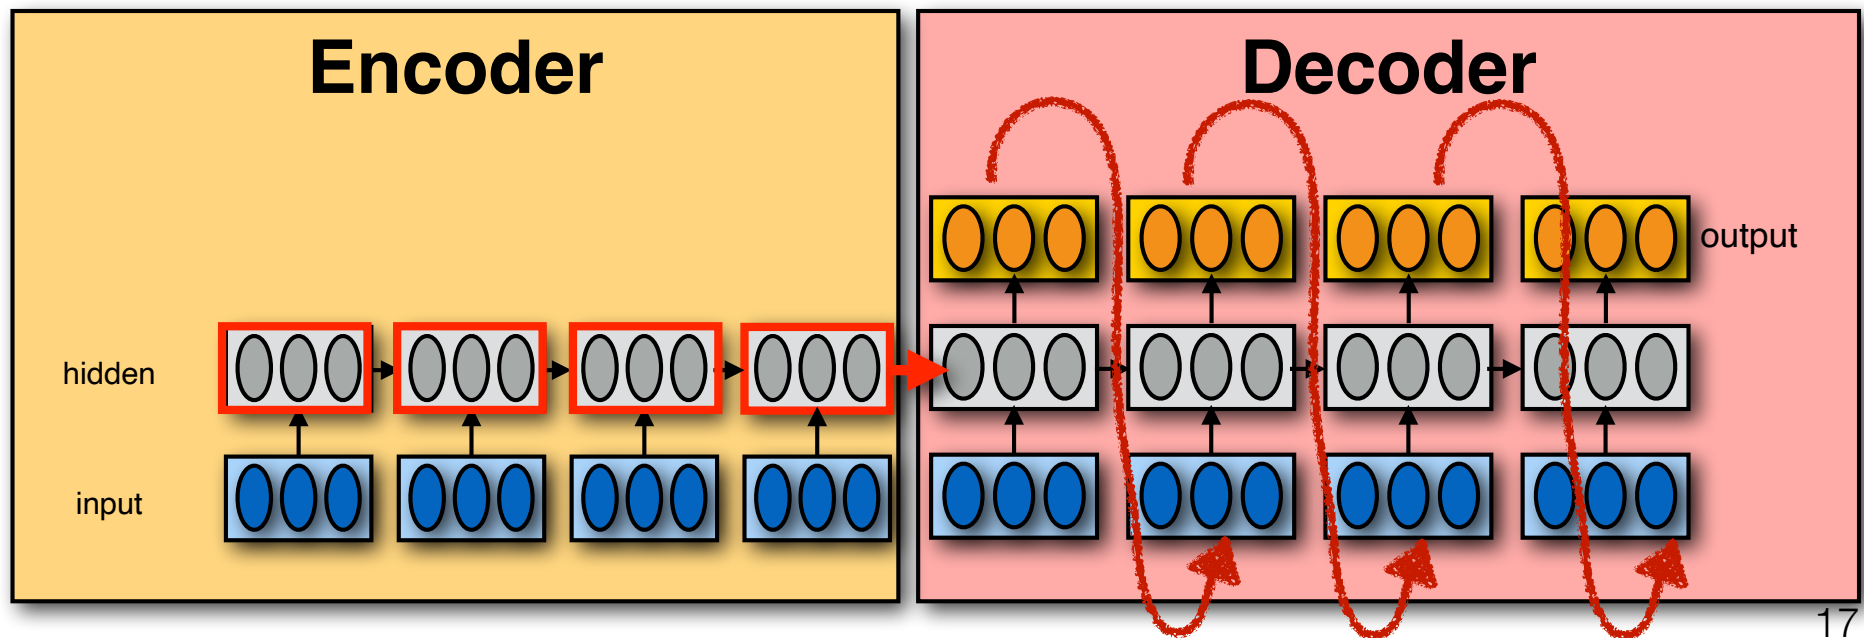 Encoder
Decoder
output
hidden
input
17